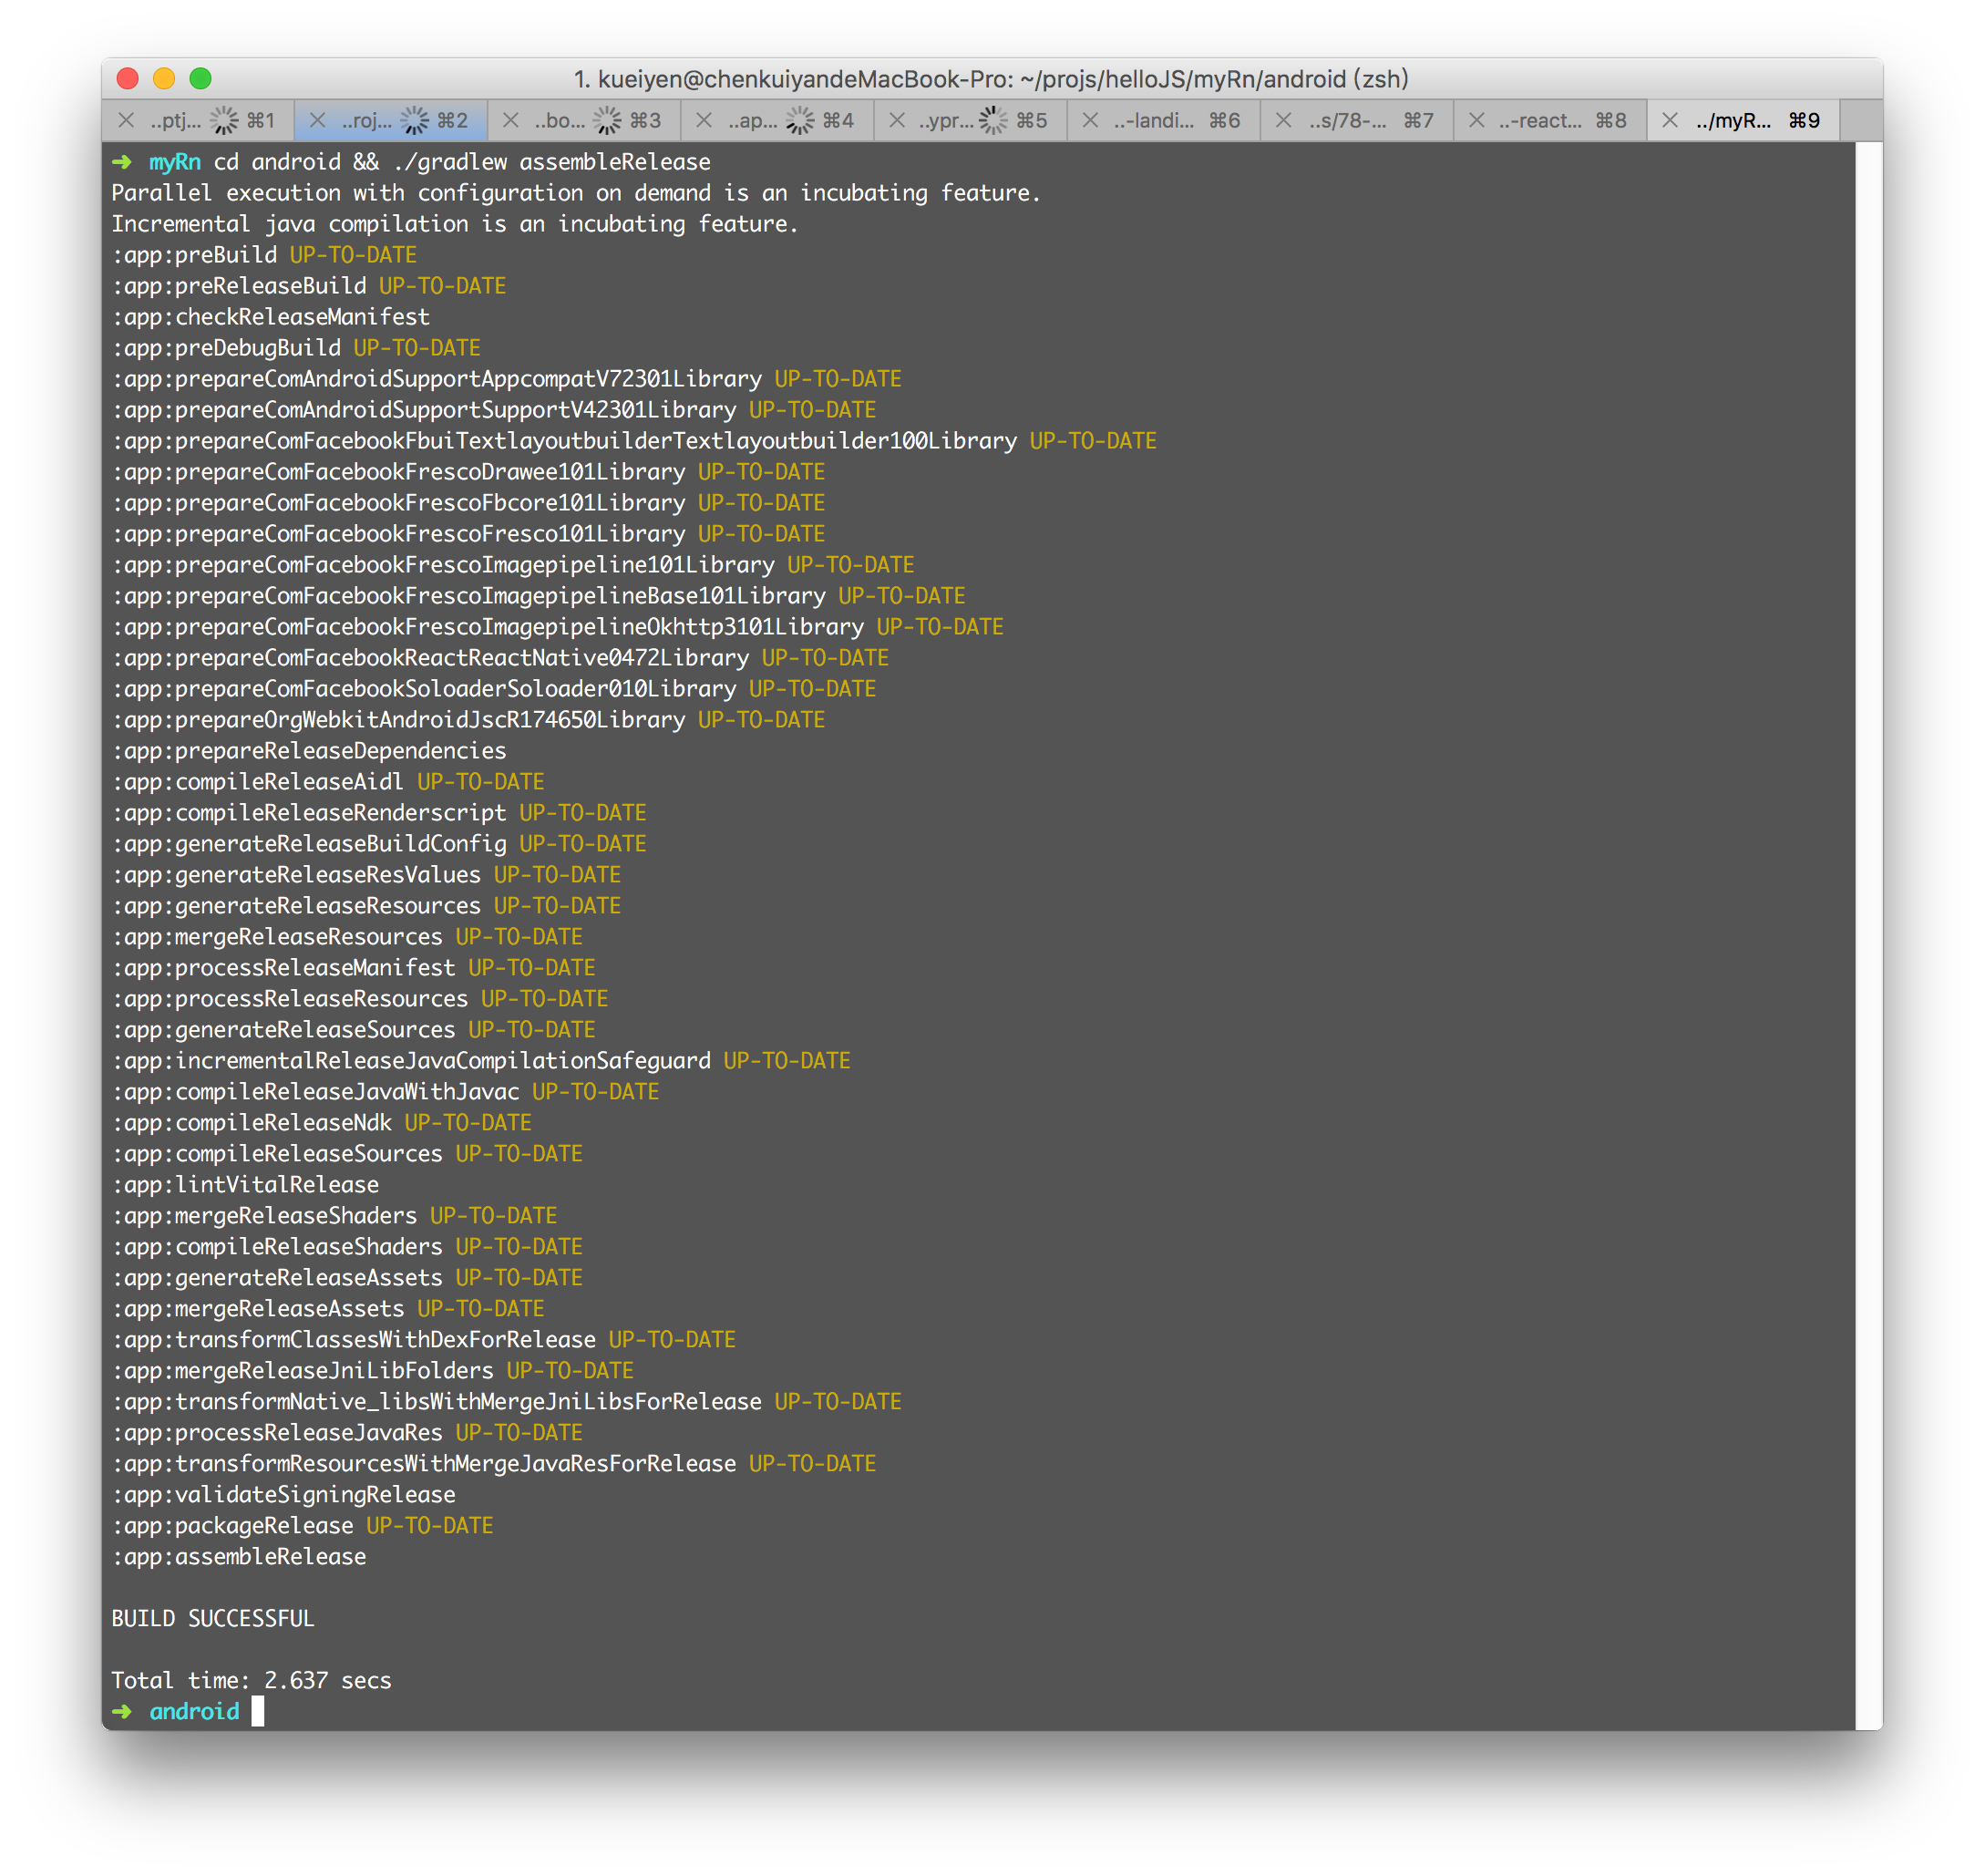 1. kueiyen@chenkuiyandeMacBook-Pro: ~/projs/helloJS/myRn/android (zsh)
..ptj... ⌘1 ..roj... ⌘2 ..bo... ⌘3 ..ap... ⌘4 ..ypr... ⌘5 ..-landi... ⌘6 ..s/78-... ⌘7 ..-react... ⌘8 ../myR... ⌘9
➜ myRn cd android && ./gradlew assembleRelease
Parallel execution with configuration on demand is an incubating feature.
Incremental java compilation is an incubating feature.
:app:preBuild UP-TO-DATE
:app:preReleaseBuild UP-TO-DATE
:app:checkReleaseManifest
:app:preDebugBuild UP-TO-DATE
:app:prepareComAndroidSupportAppcompatV72301Library UP-TO-DATE
:app:prepareComAndroidSupportSupportV42301Library UP-TO-DATE
:app:prepareComFacebookFbuiTextlayoutbuilderTextlayoutbuilder100Library UP-TO-DATE
:app:prepareComFacebookFrescoDrawee101Library UP-TO-DATE
:app:prepareComFacebookFrescoFbcore101Library UP-TO-DATE
:app:prepareComFacebookFrescoFresco101Library UP-TO-DATE
:app:prepareComFacebookFrescoImagepipeline101Library UP-TO-DATE
:app:prepareComFacebookFrescoImagepipelineBase101Library UP-TO-DATE
:app:prepareComFacebookFrescoImagepipelineOkhttp3101Library UP-TO-DATE
:app:prepareComFacebookReactReactNative0472Library UP-TO-DATE
:app:prepareComFacebookSoloaderSoloader010Library UP-TO-DATE
:app:prepareOrgWebkitAndroidJscR174650Library UP-TO-DATE
:app:prepareReleaseDependencies
:app:compileReleaseAidl UP-TO-DATE
:app:compileReleaseRenderscript UP-TO-DATE
:app:generateReleaseBuildConfig UP-TO-DATE
:app:generateReleaseResValues UP-TO-DATE
:app:generateReleaseResources UP-TO-DATE
:app:mergeReleaseResources UP-TO-DATE
:app:processReleaseManifest UP-TO-DATE
:app:processReleaseResources UP-TO-DATE
:app:generateReleaseSources UP-TO-DATE
:app:incrementalReleaseJavaCompilationSafeguard UP-TO-DATE
:app:compileReleaseJavaWithJavac UP-TO-DATE
:app:compileReleaseNdk UP-TO-DATE
:app:compileReleaseSources UP-TO-DATE
:app:lintVitalRelease
:app:mergeReleaseShaders UP-TO-DATE
:app:compileReleaseShaders UP-TO-DATE
:app:generateReleaseAssets UP-TO-DATE
:app:mergeReleaseAssets UP-TO-DATE
:app:transformClassesWithDexForRelease UP-TO-DATE
:app:mergeReleaseJniLibFolders UP-TO-DATE
:app:transformNative_libsWithMergeJniLibsForRelease UP-TO-DATE
:app:processReleaseJavaRes UP-TO-DATE
:app:transformResourcesWithMergeJavaResForRelease UP-TO-DATE
:app:validateSigningRelease
:app:packageRelease UP-TO-DATE
:app:assembleRelease
BUILD SUCCESSFUL
Total time: 2.637 secs
➜ android